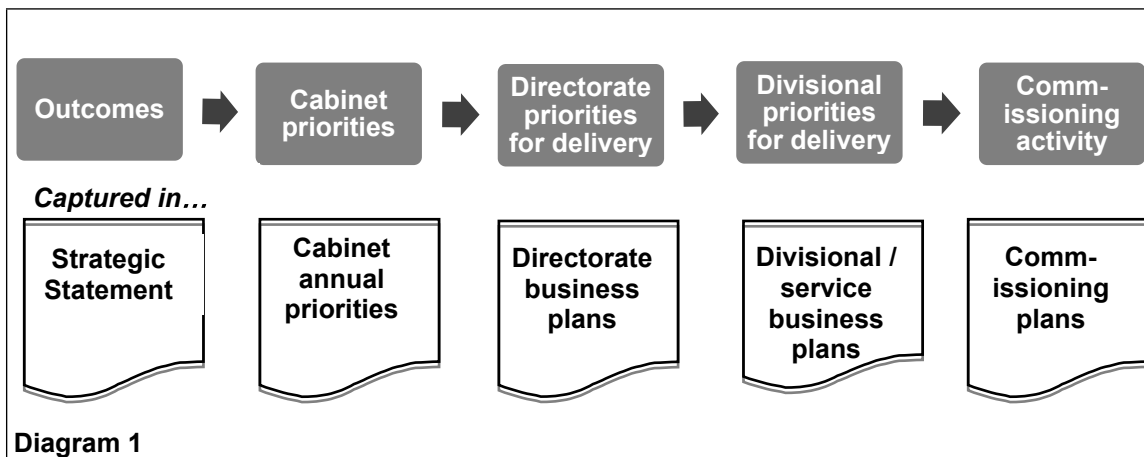 Outcomes
Cabinet
priorities
Directorate
priorities
for delivery
Divisional
priorities
for delivery
Comm-
issioning
activity
Captured in…
Strategic
Statement
Cabinet
annual
priorities
Directorate
business
plans
Divisional /
service
business
plans
Comm-
issioning
plans
Diagram 1